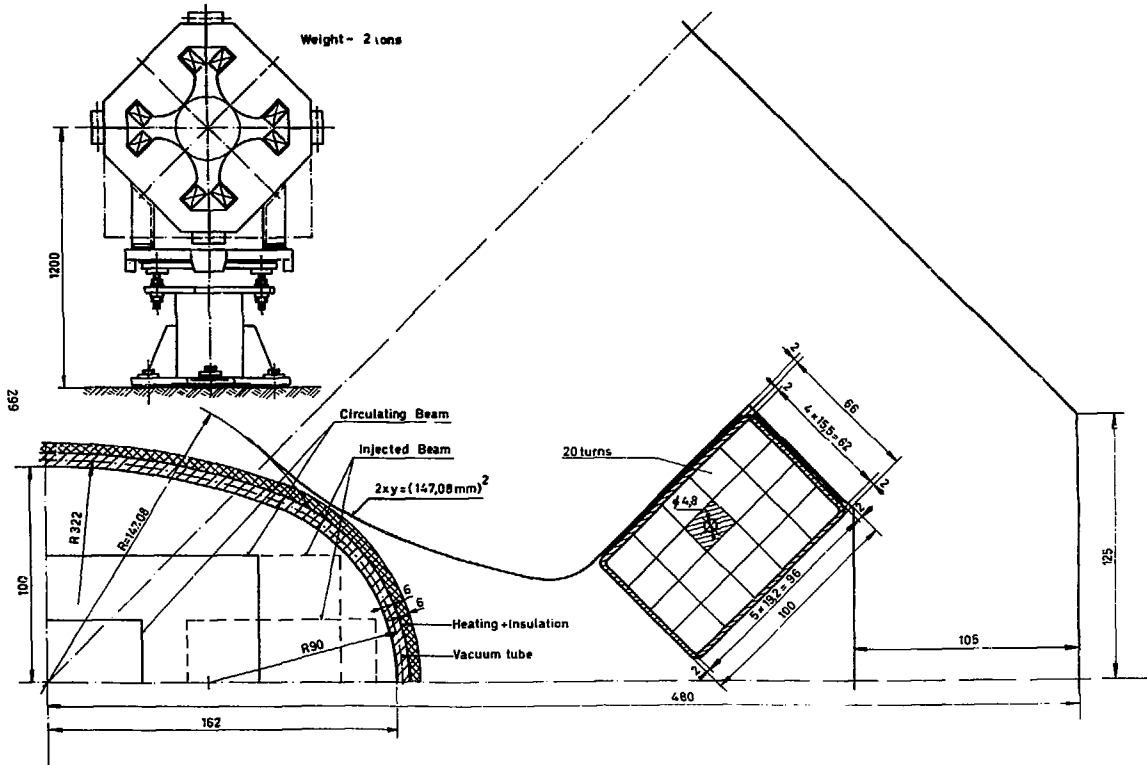 Weight ~ 2 tons
1200
299
Circulating Beam
Injected Beam
2xy=(147,08mm)²
20 turns
ϕ 4,8
2
2
66
4 × 15,5 = 62
2
2
5 × 19,2 = 96
100
2
R 322
R=147,08
100
6
6
Heating + Insulation
R90
Vacuum tube
105
125
480
162